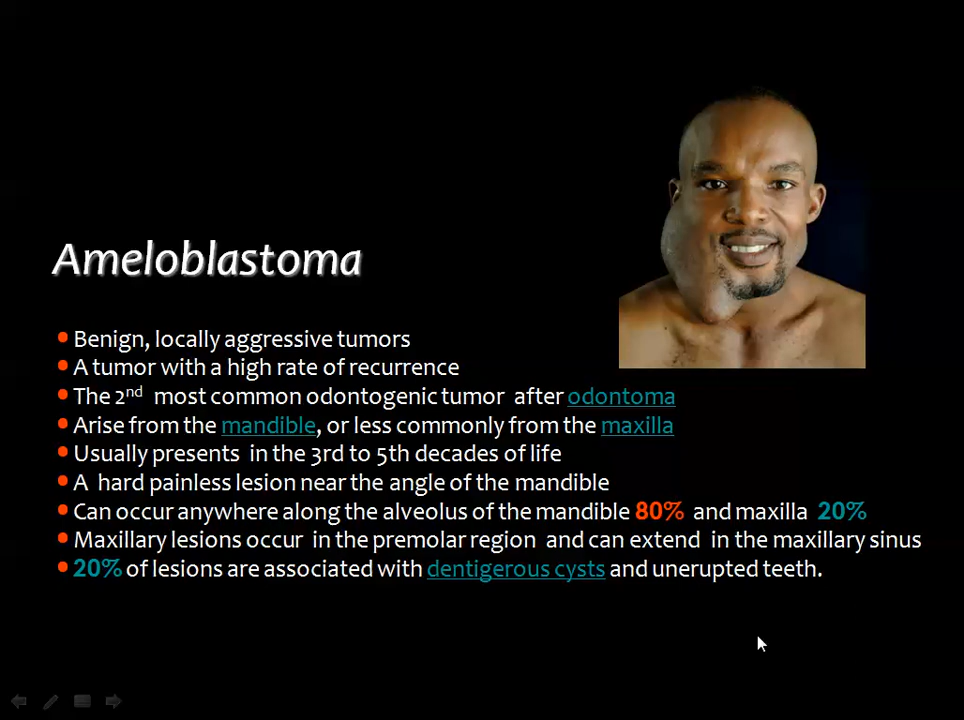 Ameloblastoma
Benign, locally aggressive tumors
A tumor with a high rate of recurrence
The 2nd most common odontogenic tumor after odontoma
Arise from the mandible, or less commonly from the maxilla
Usually presents in the 3rd to 5th decades of life
A hard painless lesion near the angle of the mandible
Can occur anywhere along the alveolus of the mandible 80% and maxilla 20%
Maxillary lesions occur in the premolar region and can extend in the maxillary sinus
20% of lesions are associated with dentigerous cysts and unerupted teeth.